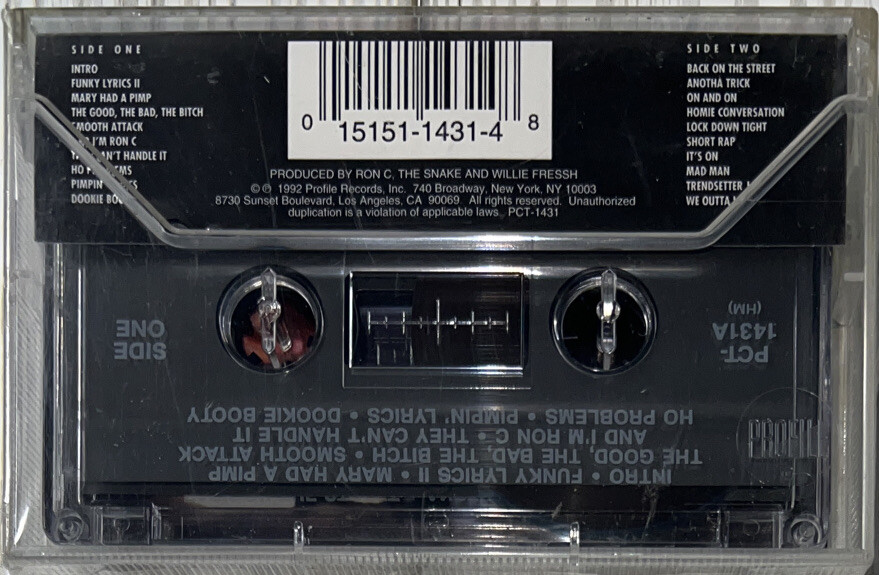 SIDE ONE
INTRO
FUNKY LYRICS II
MARY HAD A PIMP
THE GOOD, THE BAD, THE BITCH
SMOOTH ATTACK
I'M RON C
CAN'T HANDLE IT
HO
PIMPIN'
DOOKIE
0 15151-1431-4 8
PRODUCED BY RON C, THE SNAKE AND WILLIE FRESSH
©℗ 1992 Profile Records, Inc. 740 Broadway, New York, NY 10003
8730 Sunset Boulevard, Los Angeles, CA 90069 All rights reserved. Unauthorized
duplication is a violation of applicable laws PCT-1431
SIDE TWO
BACK ON THE STREET
ANOTHA TRICK
ON AND ON
HOMIE CONVERSATION
LOCK DOWN TIGHT
SHORT RAP
IT'S ON
MAD MAN
TRENDSETTER
WE OUTTA
PCT-
1431A
(HM)
SIDE
ONE
PROFILE
INTRO • FUNKY LYRICS II • MARY HAD A PIMP
THE GOOD, THE BAD, THE BITCH • SMOOTH ATTACK
AND I'M RON C • THEY CAN'T HANDLE IT
HO PROBLEMS • PIMPIN' LYRICS • DOOKIE BOOTY